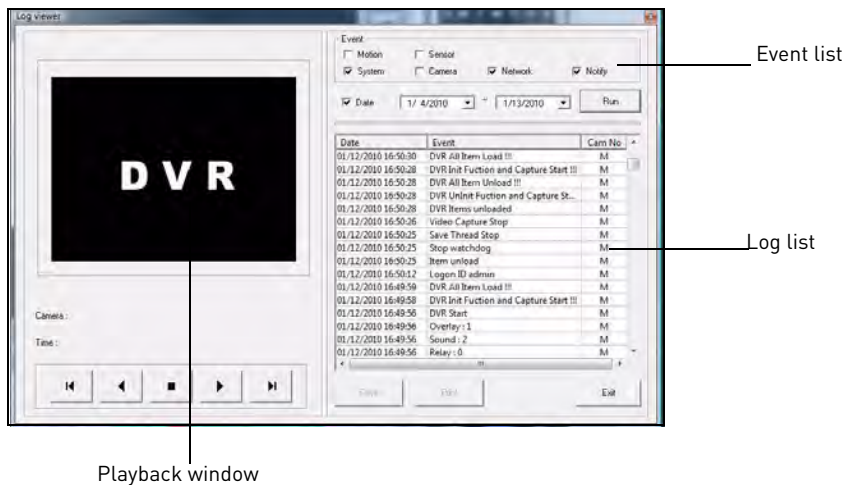 Log viewer
Event
Motion Sensor
System Camera Network Notify
Event list
Date 1/ 4/2010 ~ 1/13/2010 Run
DVR
Date Event Cam No
01/12/2010 16:50:30 DVR All Item Load !!! M
01/12/2010 16:50:28 DVR Init Fuction and Capture Start !!! M
01/12/2010 16:50:28 DVR All Item Unload !!! M
01/12/2010 16:50:28 DVR UnInit Fuction and Capture St... M
01/12/2010 16:50:28 DVR Items unloaded M
01/12/2010 16:50:26 Video Capture Stop M
01/12/2010 16:50:25 Save Thread Stop M
01/12/2010 16:50:25 Stop watchdog M
Log list
01/12/2010 16:50:25 Item unload M
01/12/2010 16:50:12 Logon ID admin M
01/12/2010 16:49:59 DVR All Item Load !!! M
01/12/2010 16:49:58 DVR Init Fuction and Capture Start !!! M
01/12/2010 16:49:56 DVR Start M
01/12/2010 16:49:56 Overlay : 1 M
01/12/2010 16:49:56 Sound : 2 M
01/12/2010 16:49:56 Relay : 0 M
Camera :
Time :
Exit
Playback window